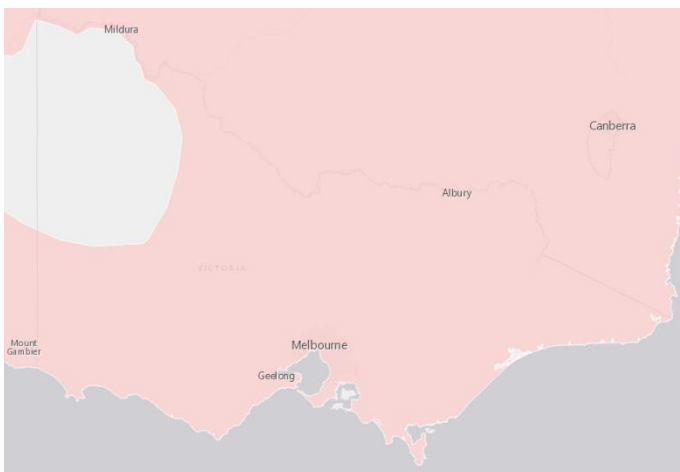 Mildura
Canberra
Albury
VICTORIA
Melbourne
Mount
Gambier
Geelong